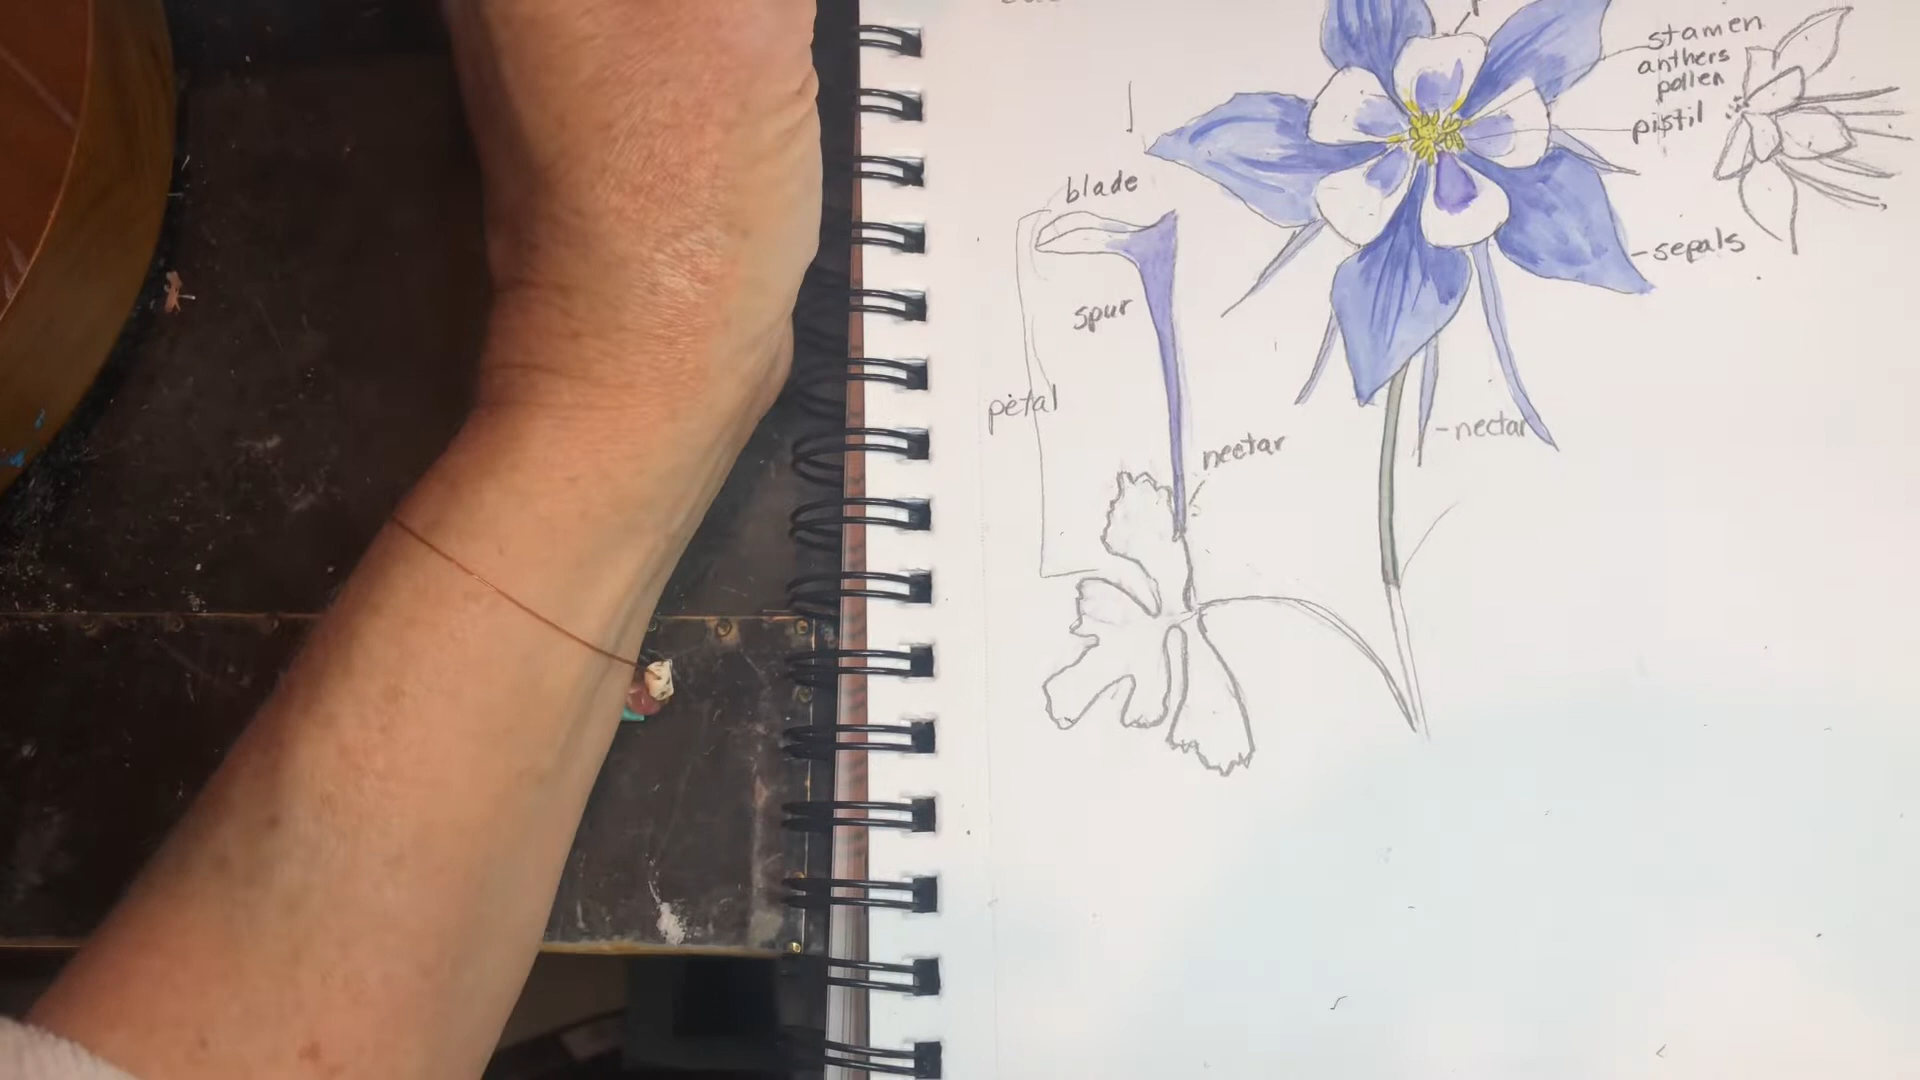 stamen
anthers
pollen
pistil
blade
sepals
spur
petal
nectar
-nectar